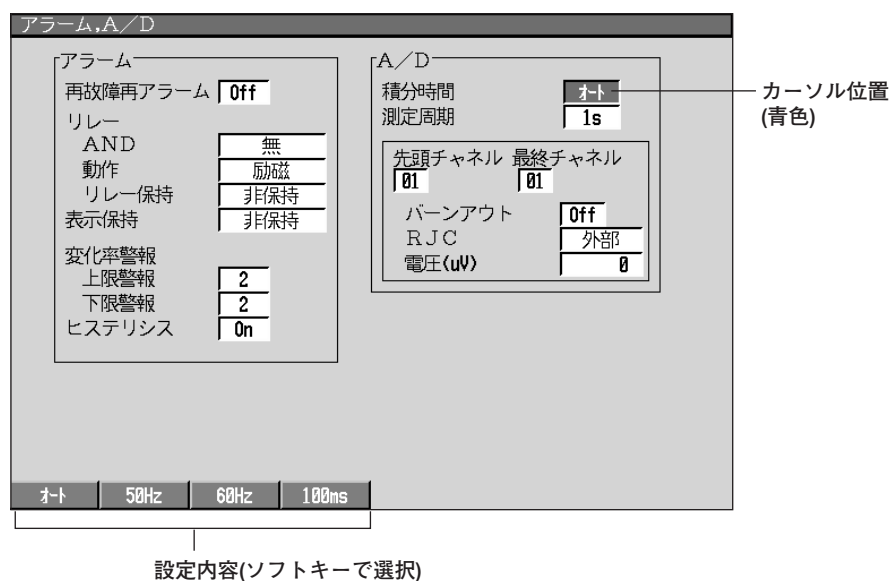 アラーム,A/D
アラーム
再故障再アラーム Off
リレー
AND 無
動作 励磁
リレー保持 非保持
表示保持 非保持
変化率警報
上限警報 2
下限警報 2
ヒステリシス On
A/D
積分時間 オート
測定周期 1s
先頭チャネル 最終チャネル
01 01
バーンアウト Off
RJC 外部
電圧(uV) 0
カーソル位置
(青色)
オート 50Hz 60Hz 100ms
設定内容(ソフトキーで選択)